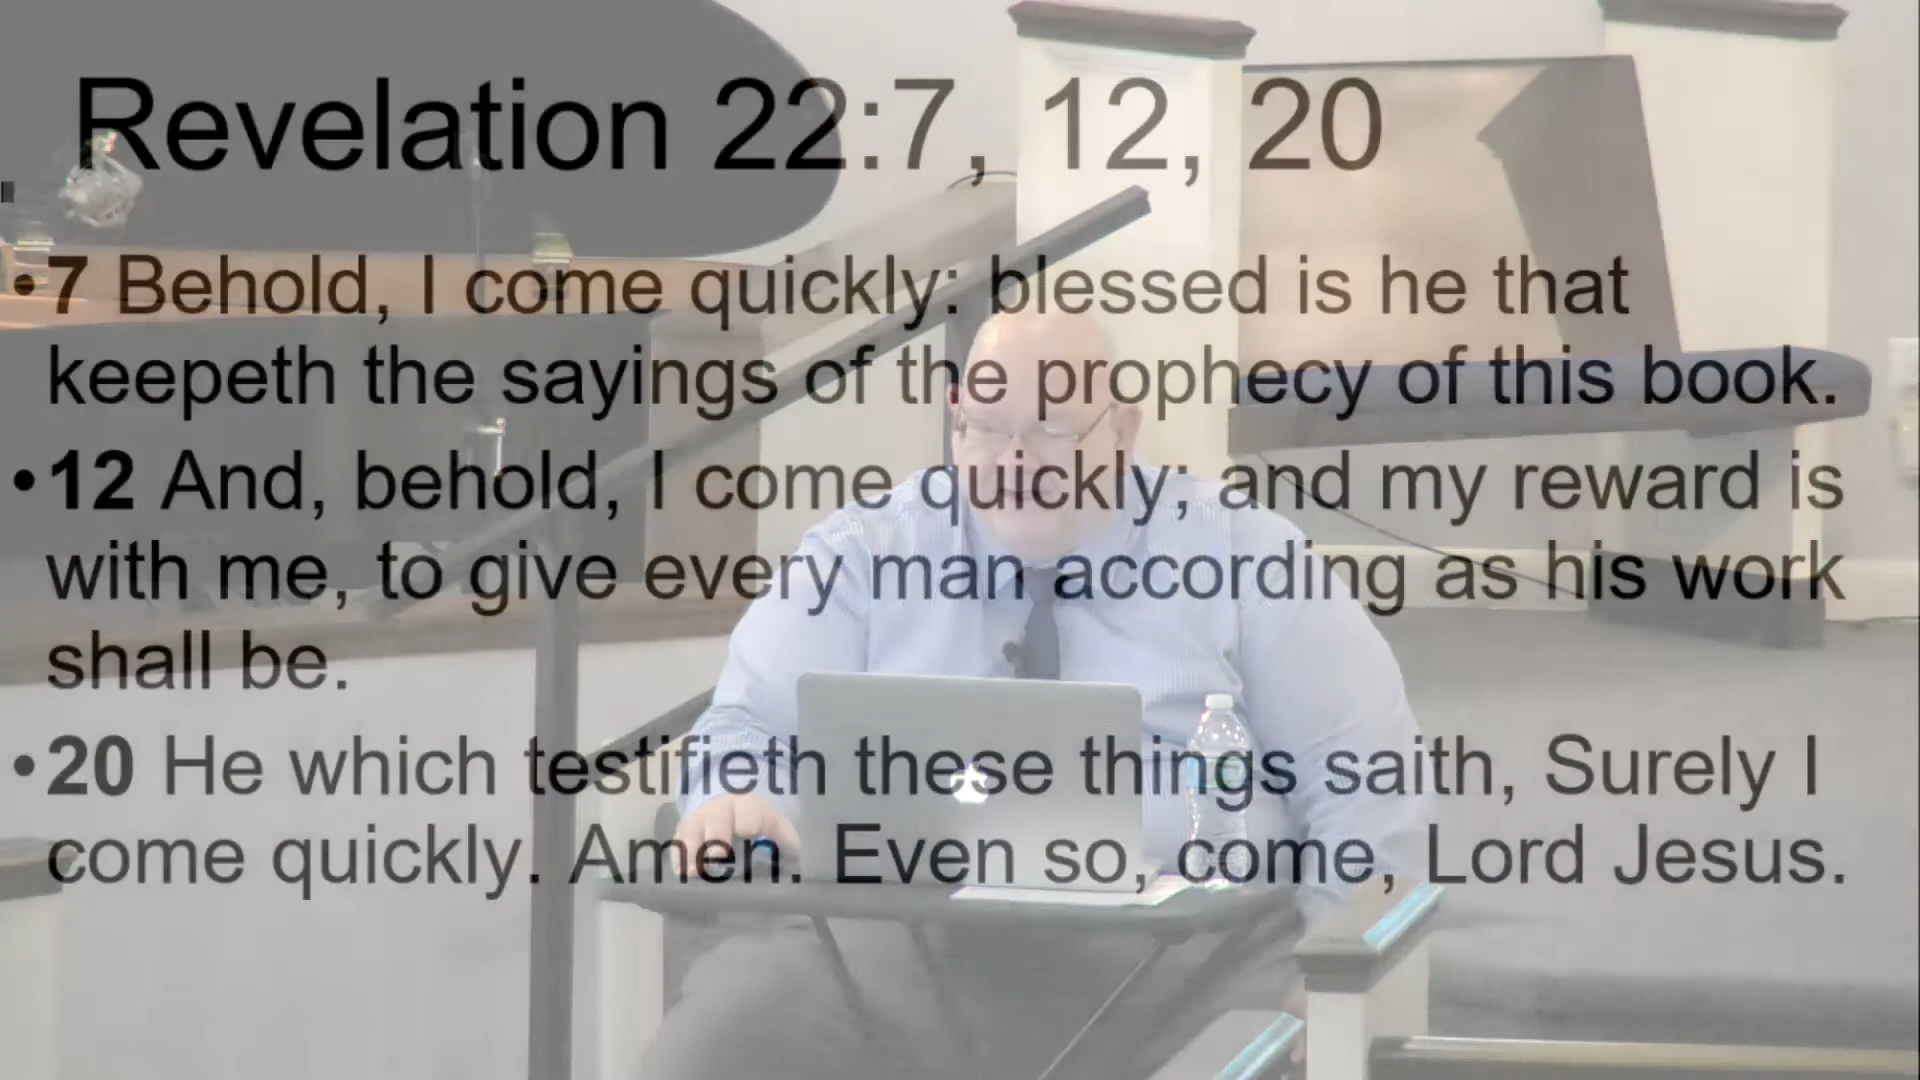 Revelation 22:7, 12, 20
•7 Behold, I come quickly: blessed is he that
keepeth the sayings of the prophecy of this book.
•12 And, behold, I come quickly; and my reward is
with me, to give every man according as his work
shall be.
•20 He which testifieth these things saith, Surely I
come quickly. Amen. Even so, come, Lord Jesus.